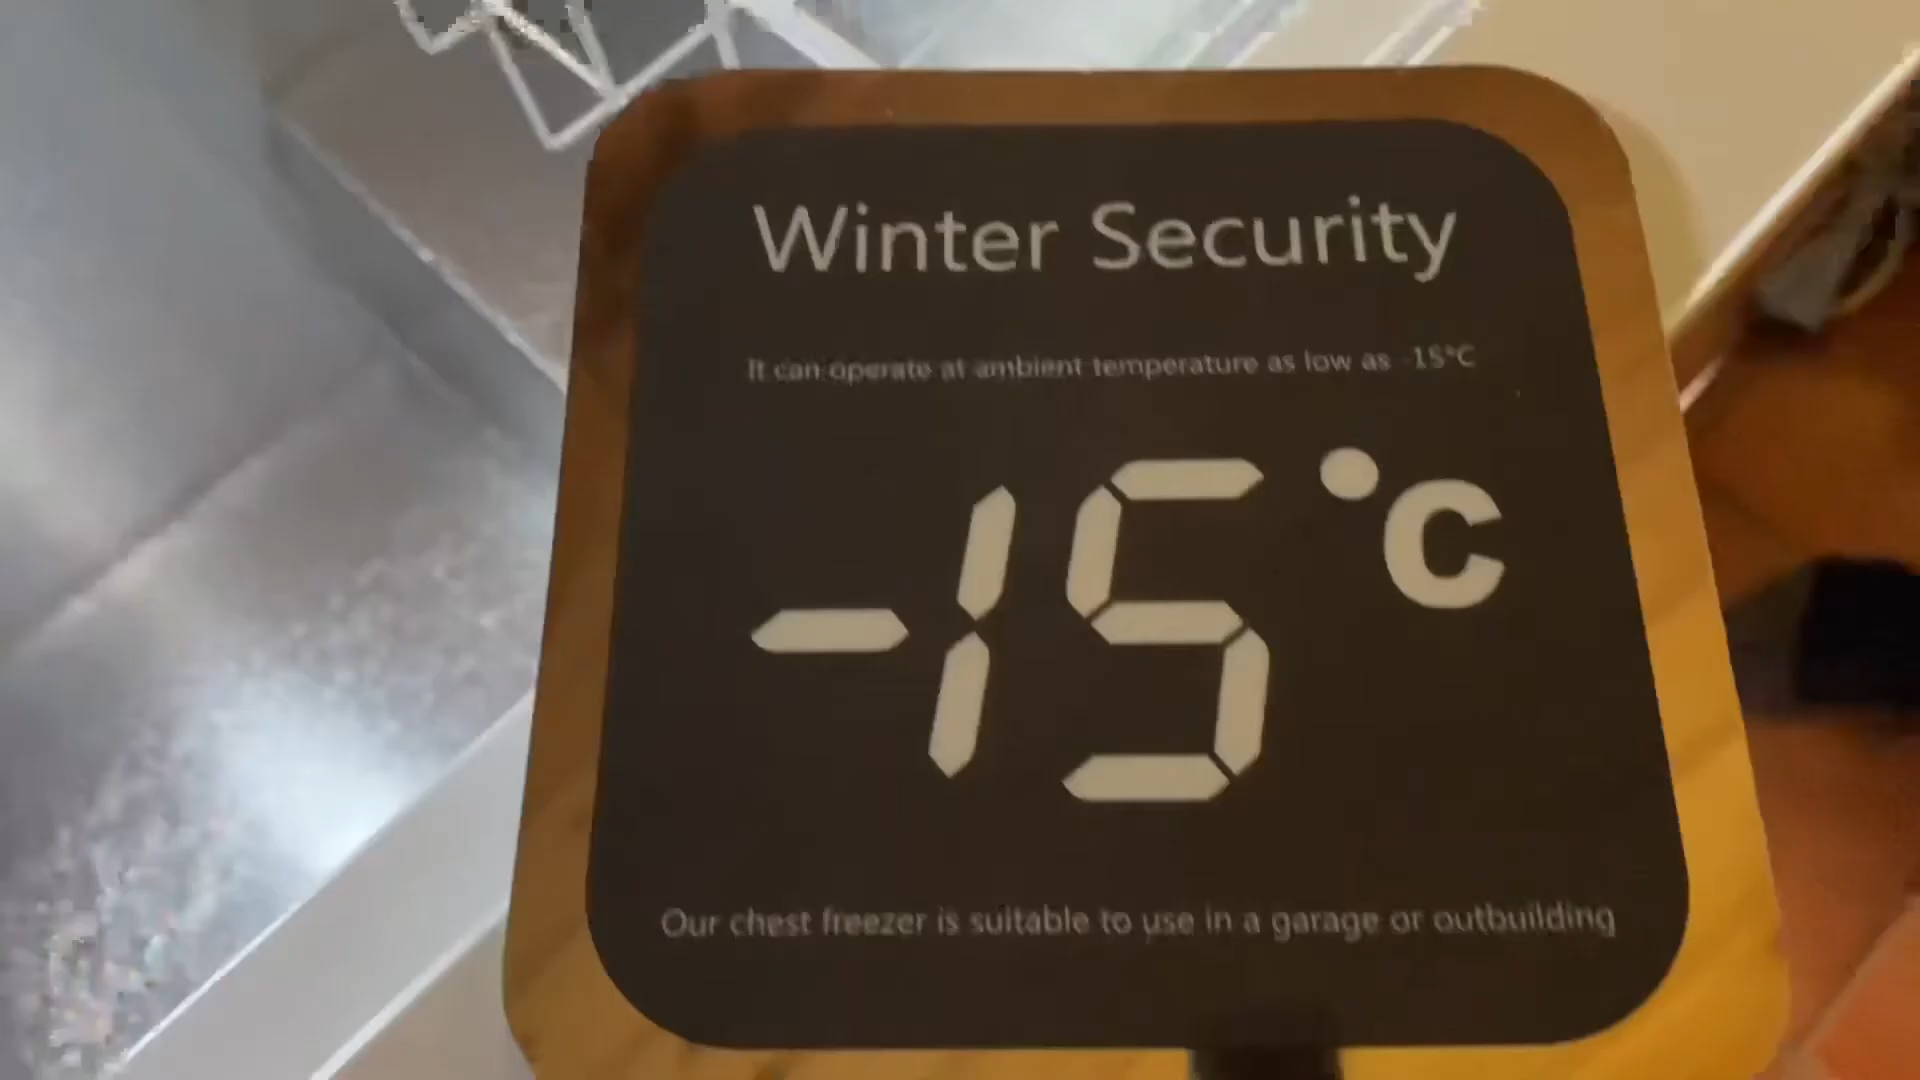 Winter Security
It can operate at ambient temperature as low as -15°C
-15°C
Our chest freezer is suitable to use in a garage or outbuilding